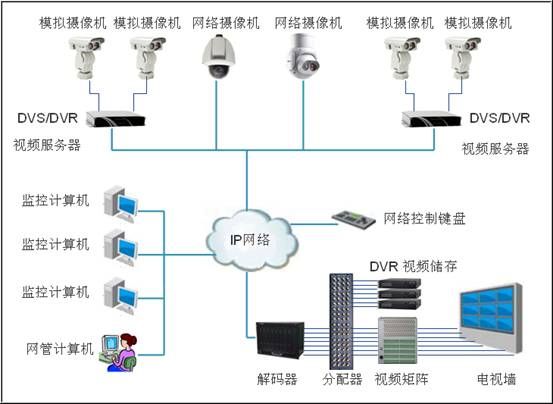 模拟摄像机 模拟摄像机 网络摄像机 网络摄像机 模拟摄像机 模拟摄像机
DVS/DVR DVS/DVR
视频服务器 视频服务器
监控计算机
网络控制键盘
IP网络
监控计算机
DVR 视频储存
监控计算机
网管计算机
解码器 分配器 视频矩阵 电视墙